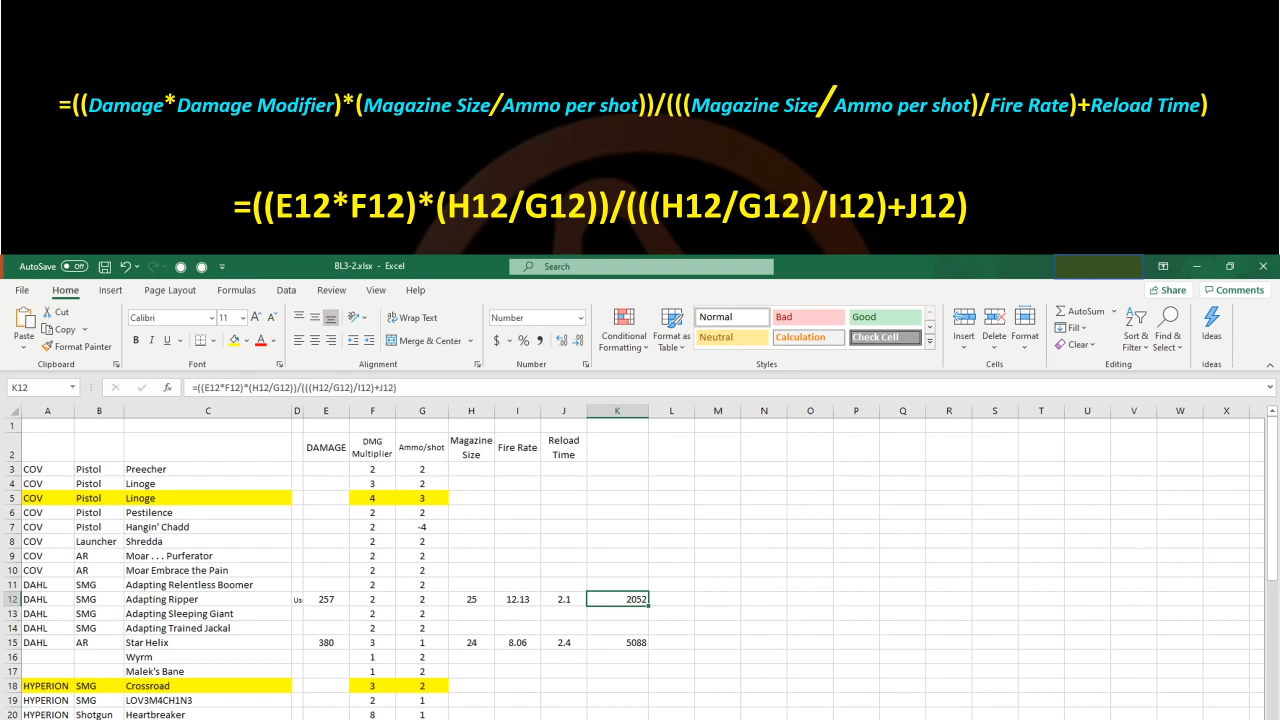 =((Damage*Damage Modifier)*(Magazine Size/Ammo per shot))/(((Magazine Size/Ammo per shot)/Fire Rate)+Reload Time)
=((E12*F12)*(H12/G12))/(((H12/G12)/I12)+J12)
AutoSave Off BL3-2.xlsx - Excel Search
File Home Insert Page Layout Formulas Data Review View Help Share Comments
Paste Cut Copy Format Painter
Calibri 11
B I U
Wrap Text
Merge & Center
Number
$ % ,
Conditional Formatting
Format as Table
Normal Bad Good
Neutral Calculation Check Cell
Insert Delete Format
AutoSum Fill Clear
Sort & Filter
Find & Select
Ideas
Clipboard Font Alignment Number Styles Cells Editing Ideas
K12 fx =((E12*F12)*(H12/G12))/(((H12/G12)/I12)+J12)
A B C D E F G H I J K L M N O P Q R S T U V W X
1
2 DAMAGE DMG Multiplier Ammo/shot Magazine Size Fire Rate Reload Time
3 COV Pistol Preecher 2 2
4 COV Pistol Linoge 3 2
5 COV Pistol Linoge 4 3
6 COV Pistol Pestilence 2 2
7 COV Pistol Hangin' Chadd 2 -4
8 COV Launcher Shredda 2 2
9 COV AR Moar . . . Purferator 2 2
10 COV AR Moar Embrace the Pain 2 2
11 DAHL SMG Adapting Relentless Boomer 2 2
12 DAHL SMG Adapting Ripper Us 257 2 2 25 12.13 2.1 2052
13 DAHL SMG Adapting Sleeping Giant 2 2
14 DAHL SMG Adapting Trained Jackal 2 2
15 DAHL AR Star Helix 380 3 1 24 8.06 2.4 5088
16 Wyrm 1 2
17 Malek's Bane 1 2
18 HYPERION SMG Crossroad 3 2
19 HYPERION SMG LOV3M4CH1N3 2 1
20 HYPERION Shotgun Heartbreaker 8 1